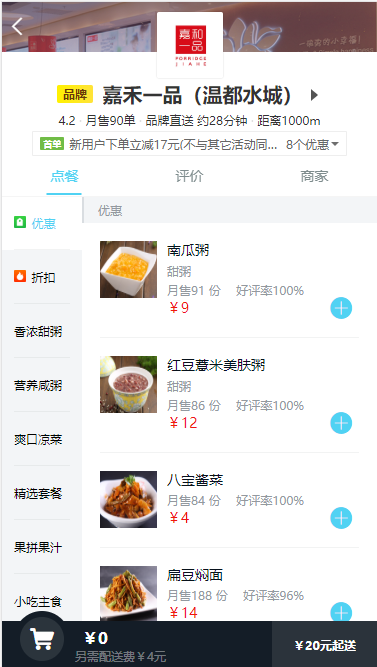 嘉和
一品
PORRIDGE
JIAHE
一碗粥的小幸福！
品牌 嘉禾一品（温都水城）
4.2 · 月售90单 · 品牌直送 约28分钟 · 距离1000m
首单 新用户下单立减17元(不与其它活动同... 8个优惠
点餐 评价 商家
优惠
折扣
香浓甜粥
营养咸粥
爽口凉菜
精选套餐
果拼果汁
小吃主食
优惠
南瓜粥
甜粥
月售91 份 好评率100%
￥9
红豆薏米美肤粥
甜粥
月售86 份 好评率100%
￥12
八宝酱菜
月售84 份 好评率100%
￥4
扁豆焖面
月售188 份 好评率96%
￥14
￥0
另需配送费￥4元
￥20元起送